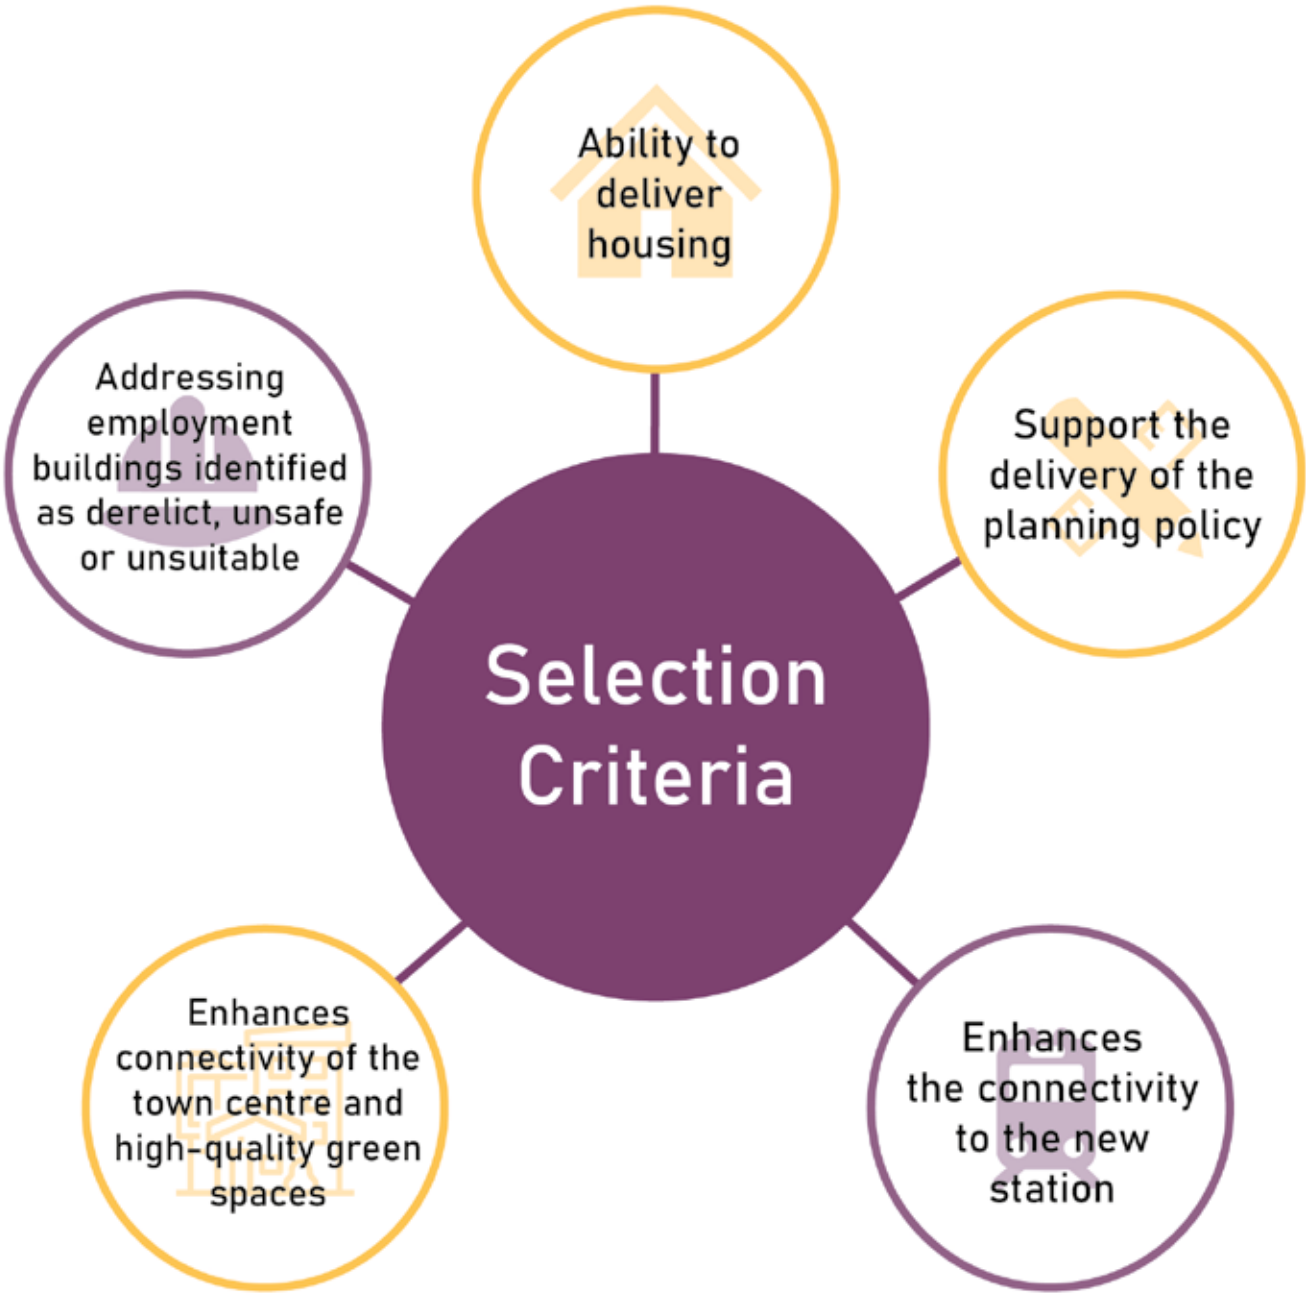 Ability to
deliver
housing
Support the
delivery of the
planning policy
Enhances
the connectivity
to the new
station
Enhances
connectivity of the
town centre and
high-quality green
spaces
Addressing
employment
buildings identified
as derelict, unsafe
or unsuitable
Selection
Criteria